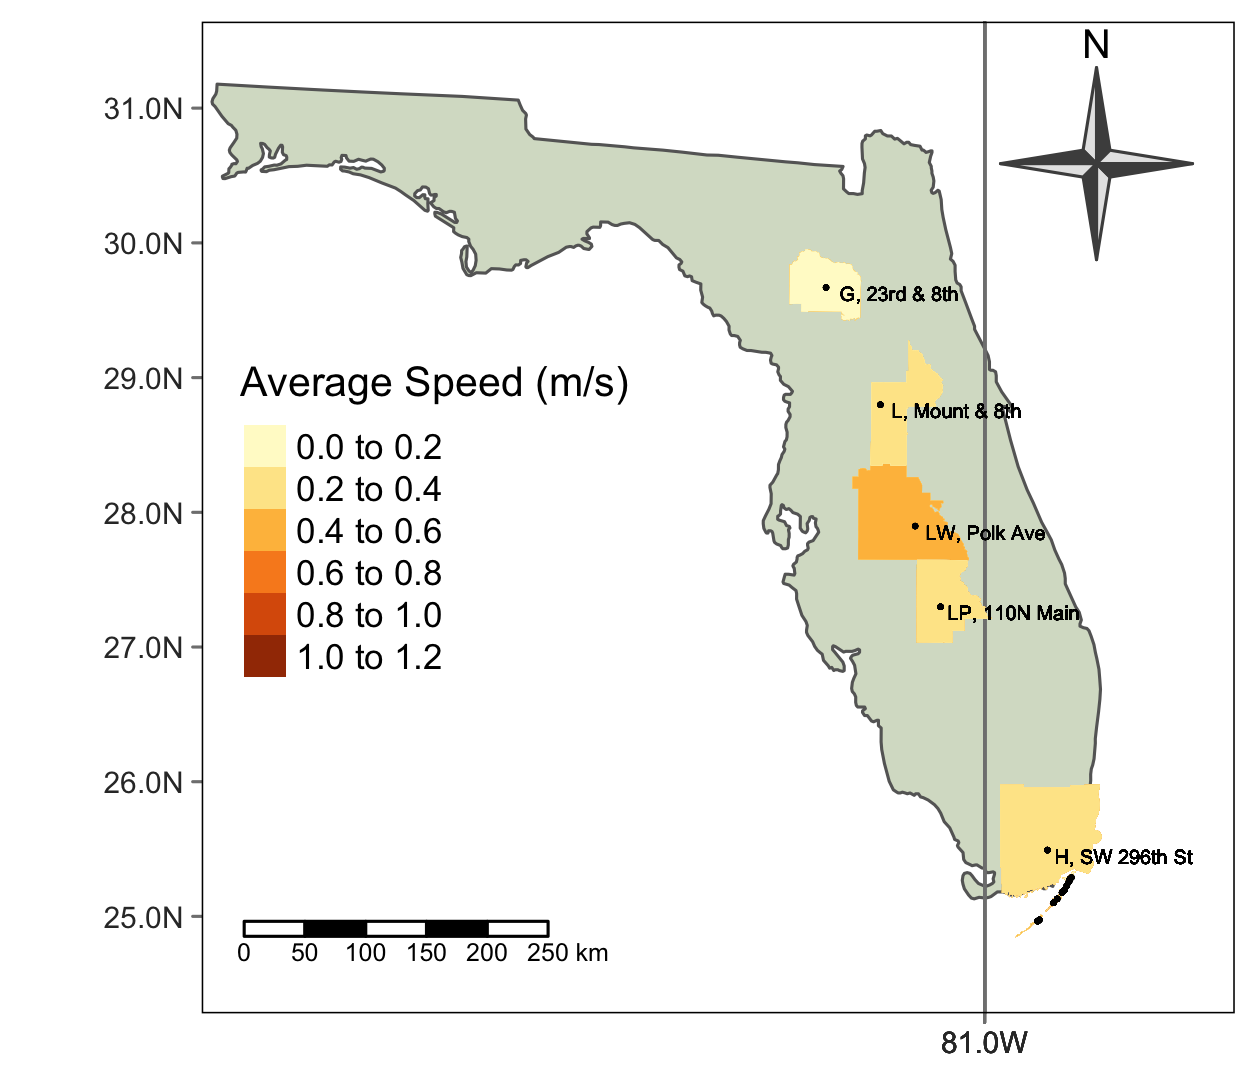 N
31.0N
30.0N
G, 23rd & 8th
29.0N
Average Speed (m/s)
L, Mount & 8th
0.0 to 0.2
0.2 to 0.4
28.0N
0.4 to 0.6
LW, Polk Ave
0.6 to 0.8
0.8 to 1.0
LP, 110N Main
27.0N
1.0 to 1.2
26.0N
H, SW 296th St
25.0N
0 50 100 150 200 250 km
81.0W